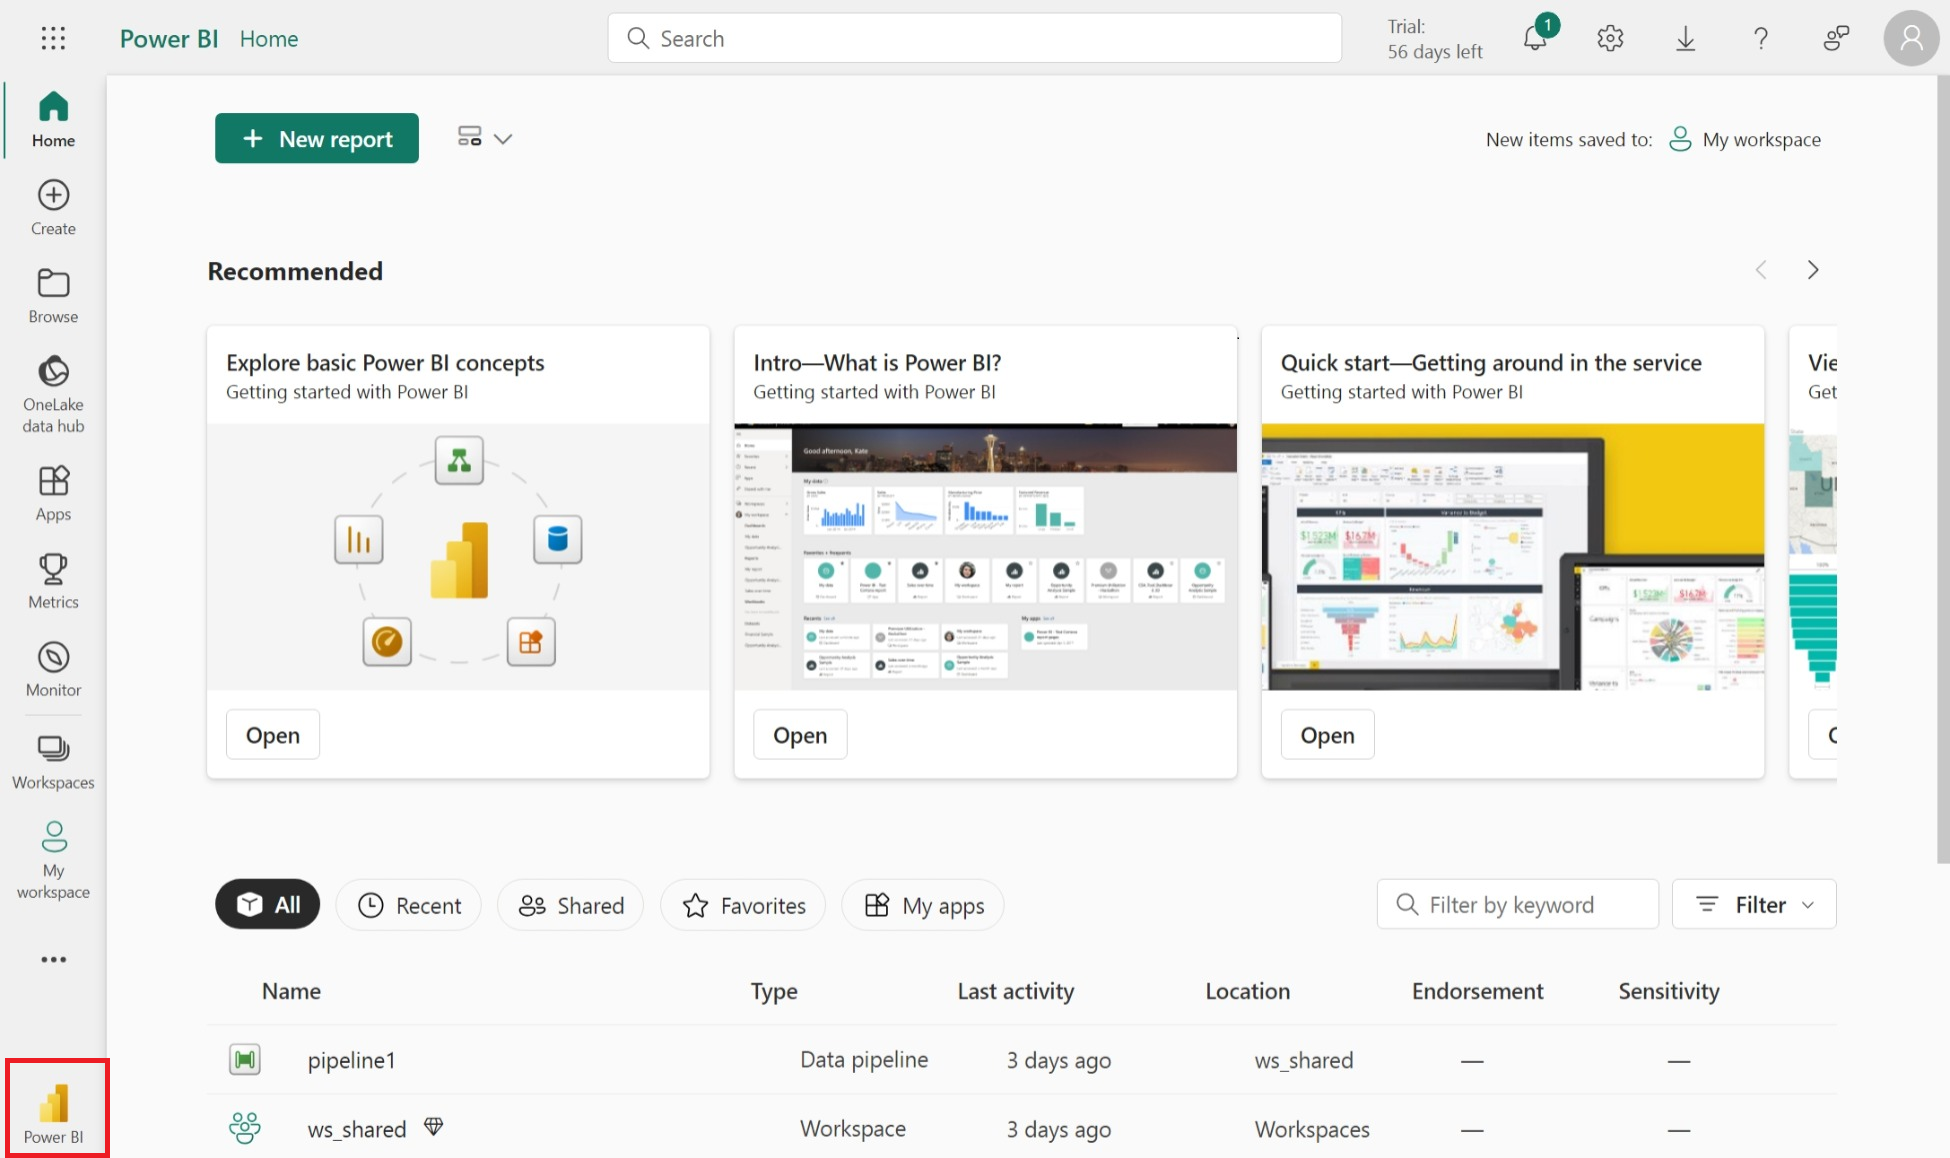 Power BI Home
Search
Trial:
56 days left
1
Home
Create
Browse
OneLake
data hub
Apps
Metrics
Monitor
Workspaces
My
workspace
Power BI
New report
New items saved to: My workspace
Recommended
Explore basic Power BI concepts
Getting started with Power BI
Open
Intro—What is Power BI?
Getting started with Power BI
Good afternoon, Kate
Open
Quick start—Getting around in the service
Getting started with Power BI
Open
Vie
Get
All
Recent
Shared
Favorites
My apps
Filter by keyword
Filter
Name Type Last activity Location Endorsement Sensitivity
pipeline1 Data pipeline 3 days ago ws_shared — —
ws_shared Workspace 3 days ago Workspaces — —